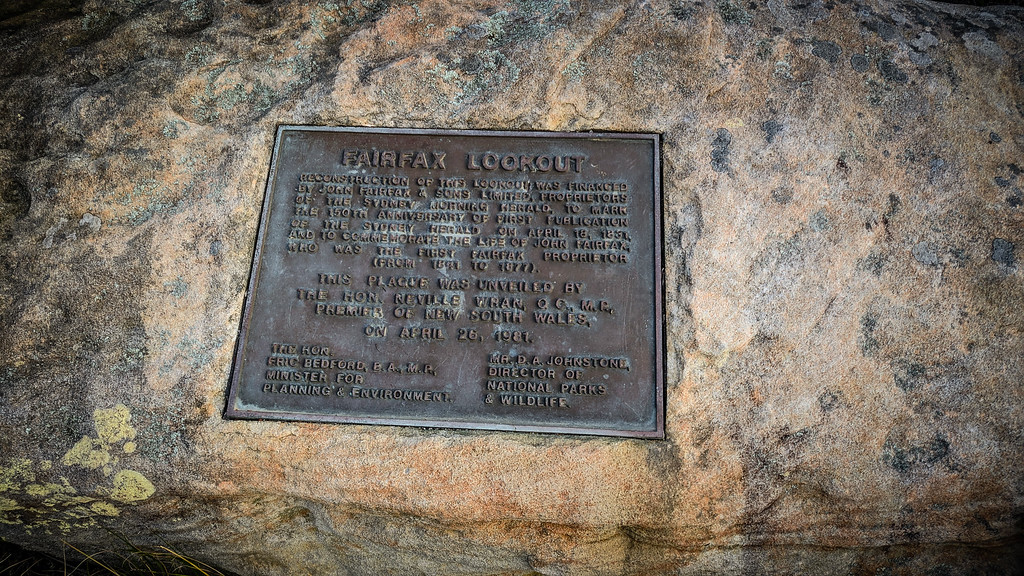 FAIRFAX LOOKOUT
RECONSTRUCTION OF THIS LOOKOUT WAS FINANCED
BY JOHN FAIRFAX & SONS LIMITED, PROPRIETORS
OF THE SYDNEY MORNING HERALD, TO MARK
THE 150TH ANNIVERSARY OF FIRST PUBLICATION
OF THE SYDNEY HERALD ON APRIL 18, 1831,
AND TO COMMEMORATE THE LIFE OF JOHN FAIRFAX,
WHO WAS THE FIRST FAIRFAX PROPRIETOR
(FROM 1841 TO 1877).
THIS PLAQUE WAS UNVEILED BY
THE HON. NEVILLE WRAN, Q.C., M.P.,
PREMIER OF NEW SOUTH WALES,
ON APRIL 26, 1981.
THE HON.
ERIC BEDFORD, B.A., M.P.,
MINISTER FOR
PLANNING & ENVIRONMENT.
MR. D. A. JOHNSTONE,
DIRECTOR OF
NATIONAL PARKS
& WILDLIFE.